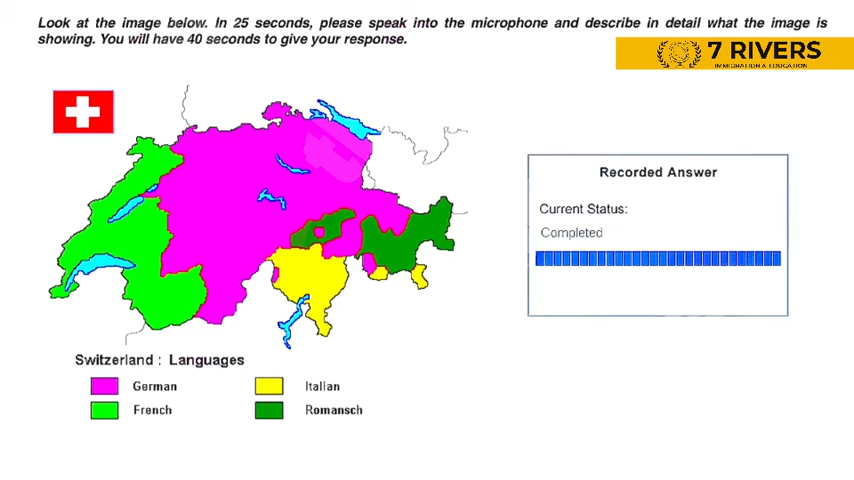 Look at the image below. In 25 seconds, please speak into the microphone and describe in detail what the image is
showing. You will have 40 seconds to give your response.
7 RIVERS
IMMIGRATION & EDUCATION
Recorded Answer
Current Status:
Completed
Switzerland : Languages
German
Italian
French
Romansch